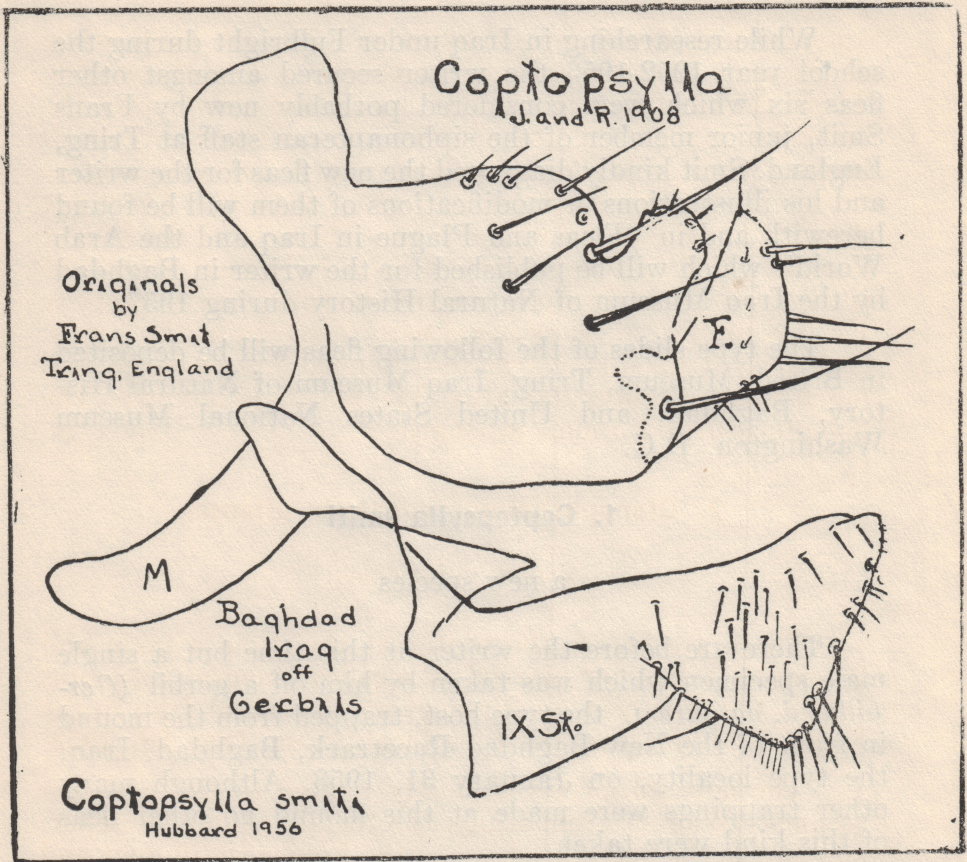 Coptopsylla
J. and R. 1908
Originals
by
Frans Smit
Tring, England
G
F.
M
Baghdad
Iraq
off
Gerbils
IX St.
Coptopsylla smiti
Hubbard 1956